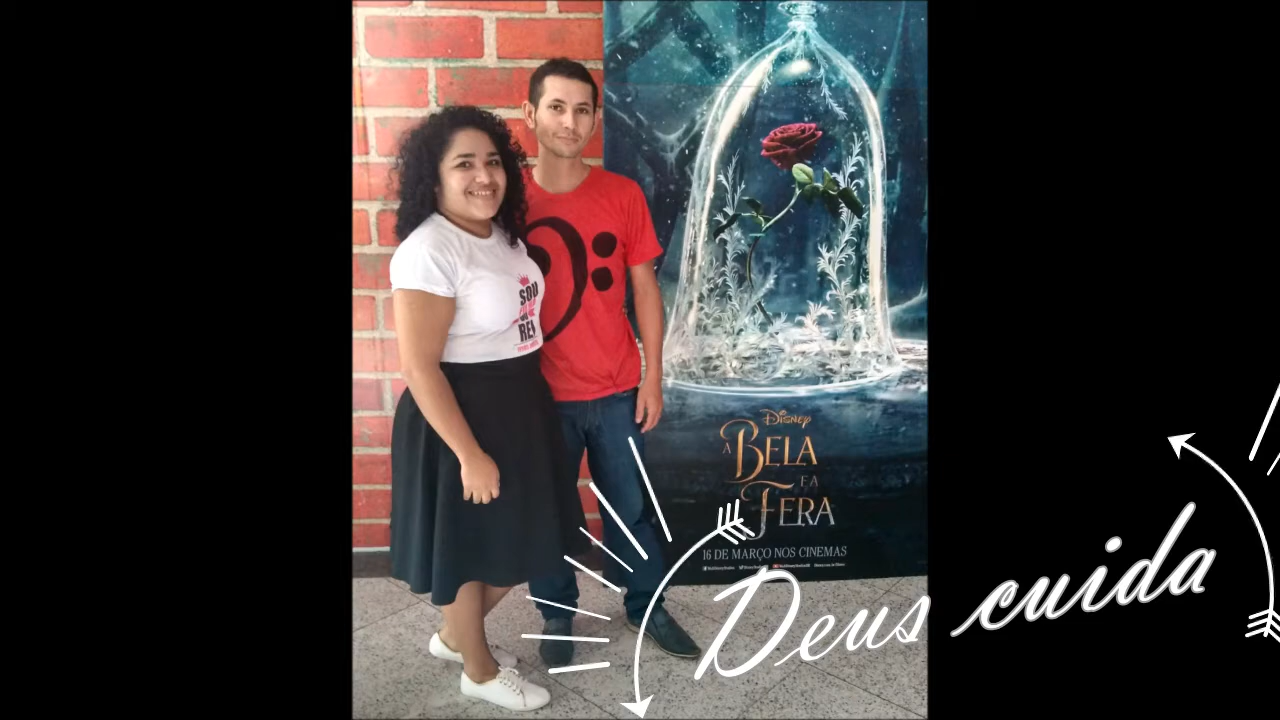 SOU
REI
DISNEY
A BELA
E A
FERA
16 DE MARÇO NOS CINEMAS
Deus cuida